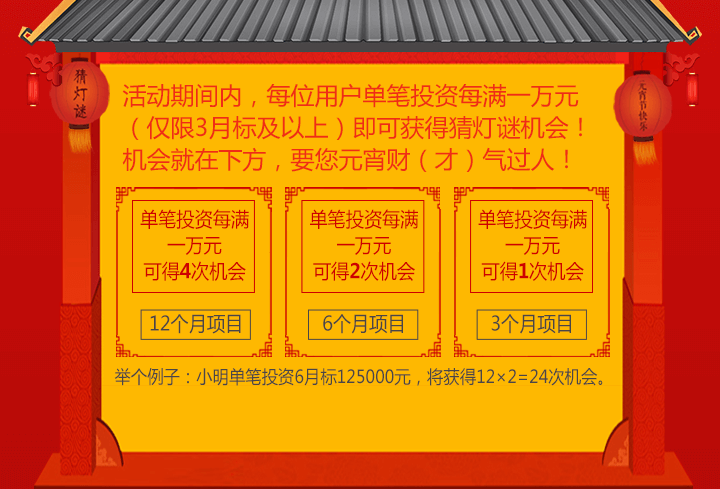 猜灯谜
元宵节快乐
活动期间内，每位用户单笔投资每满一万元
（仅限3月标及以上）即可获得猜灯谜机会！
机会就在下方，要您元宵财（才）气过人！
单笔投资每满
一万元
可得4次机会
12个月项目
单笔投资每满
一万元
可得2次机会
6个月项目
单笔投资每满
一万元
可得1次机会
3个月项目
举个例子：小明单笔投资6月标125000元，将获得12×2=24次机会。